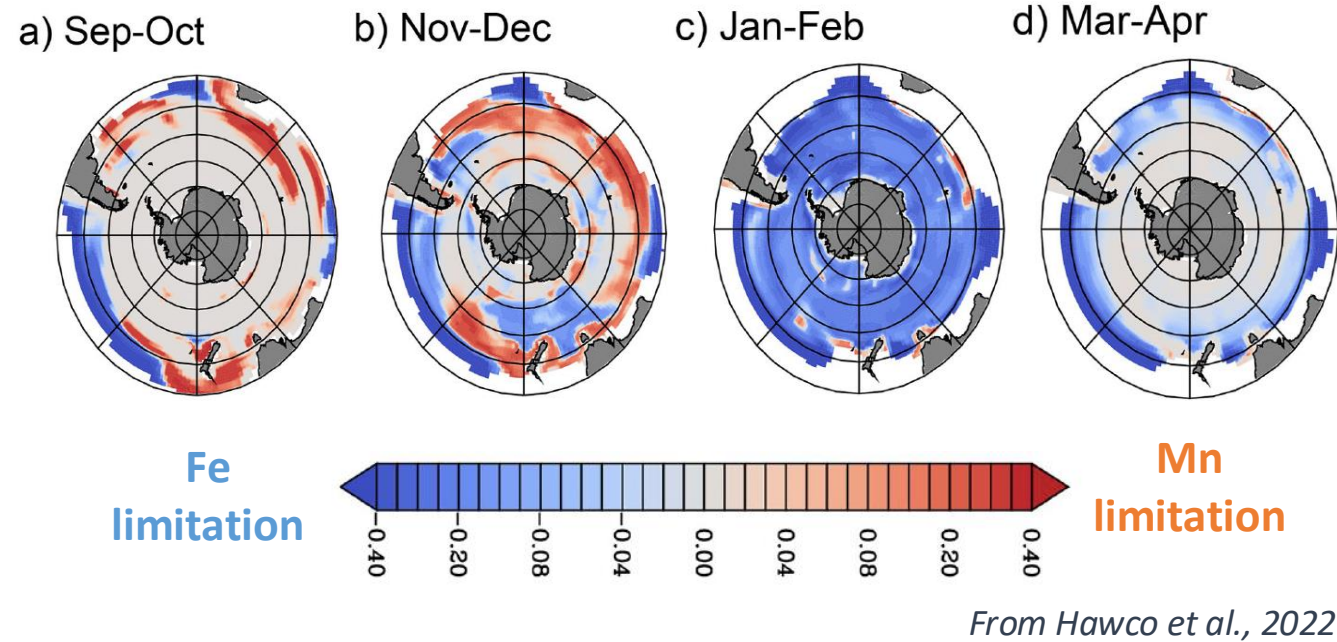 a) Sep-Oct
b) Nov-Dec
c) Jan-Feb
d) Mar-Apr
Fe
limitation
Mn
limitation
-0.40
-0.20
-0.08
-0.04
0.00
0.04
0.08
0.20
0.40
From Hawco et al., 2022